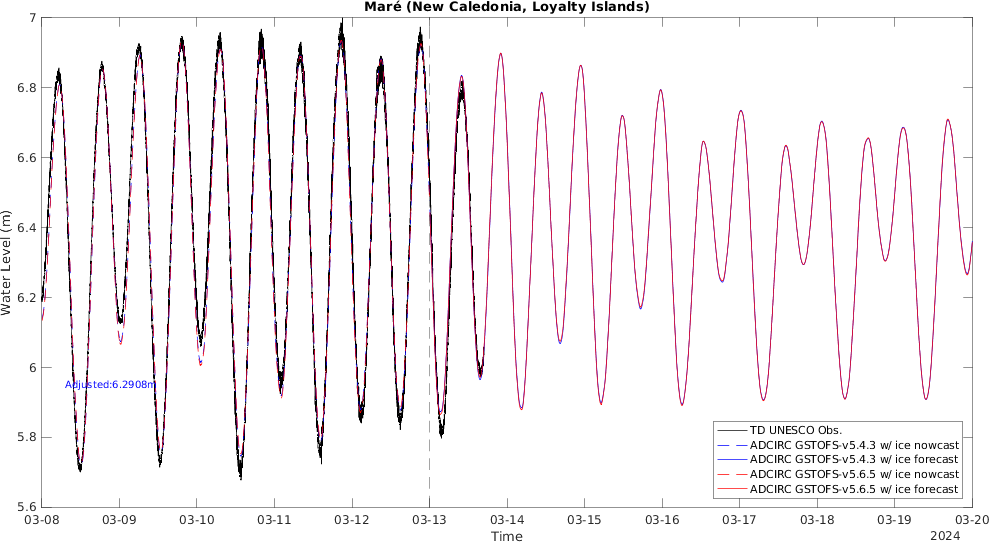 Maré (New Caledonia, Loyalty Islands)
7
6.8
6.6
6.4
6.2
6
5.8
5.6
Water Level (m)
Adjusted:6.2908m
TD UNESCO Obs.
ADCIRC GSTOFS-v5.4.3 w/ ice nowcast
ADCIRC GSTOFS-v5.4.3 w/ ice forecast
ADCIRC GSTOFS-v5.6.5 w/ ice nowcast
ADCIRC GSTOFS-v5.6.5 w/ ice forecast
03-08 03-09 03-10 03-11 03-12 03-13 03-14 03-15 03-16 03-17 03-18 03-19 03-20
Time
2024